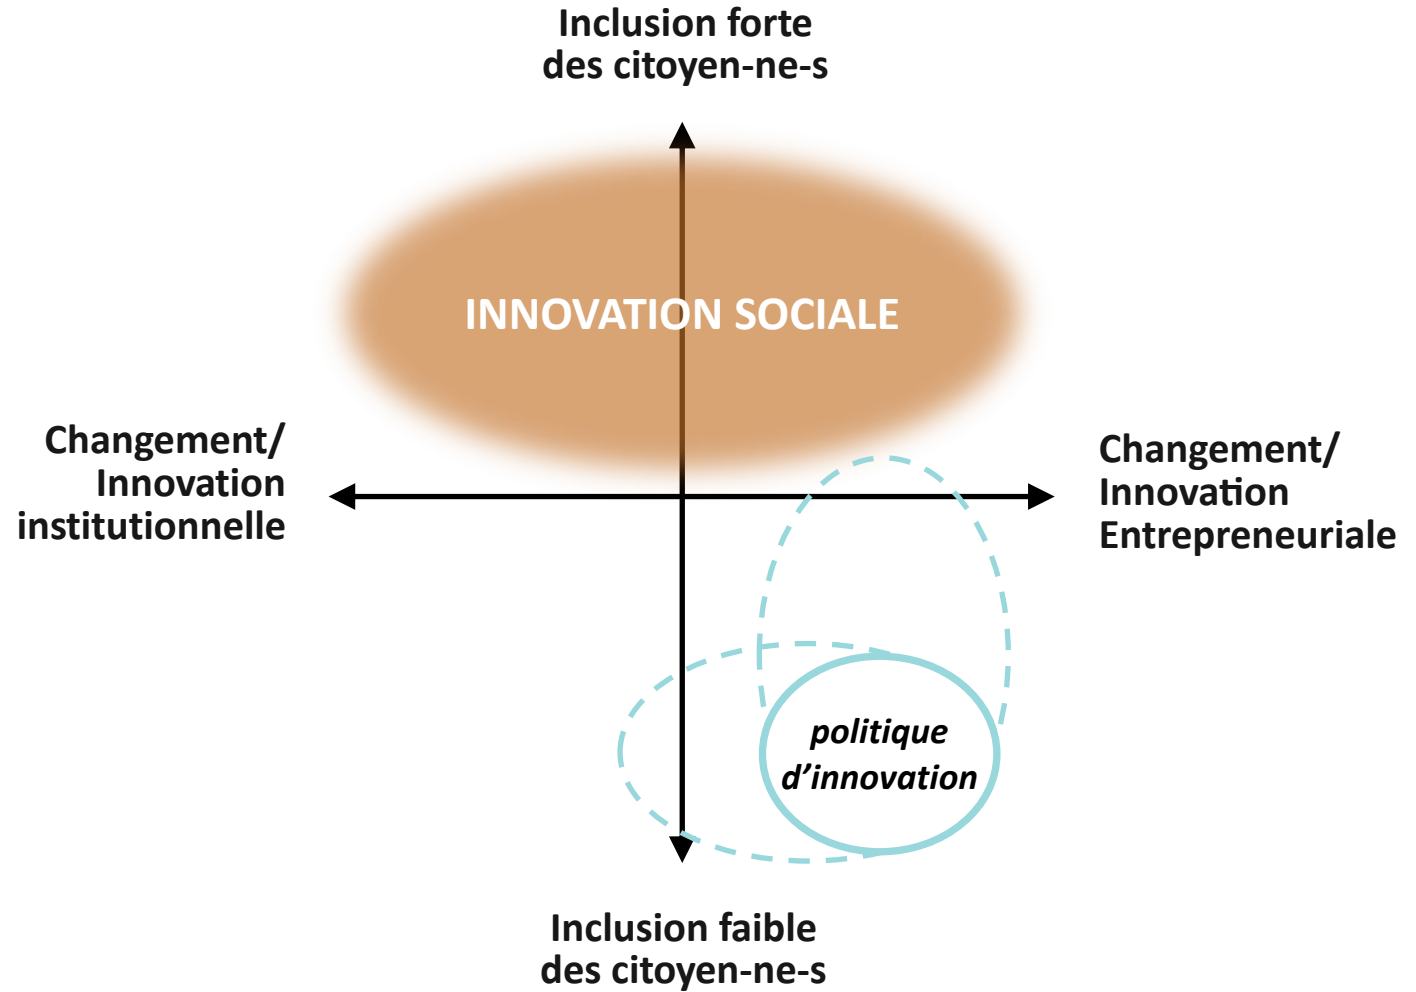 Inclusion forte
des citoyen-ne-s
INNOVATION SOCIALE
Changement/
Innovation
institutionnelle
Changement/
Innovation
Entrepreneuriale
politique
d’innovation
Inclusion faible
des citoyen-ne-s